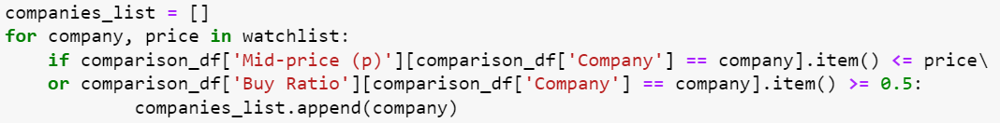 companies_list = []
for company, price in watchlist:
    if comparison_df['Mid-price (p)'][comparison_df['Company'] == company].item() <= price\
    or comparison_df['Buy Ratio'][comparison_df['Company'] == company].item() >= 0.5:
            companies_list.append(company)